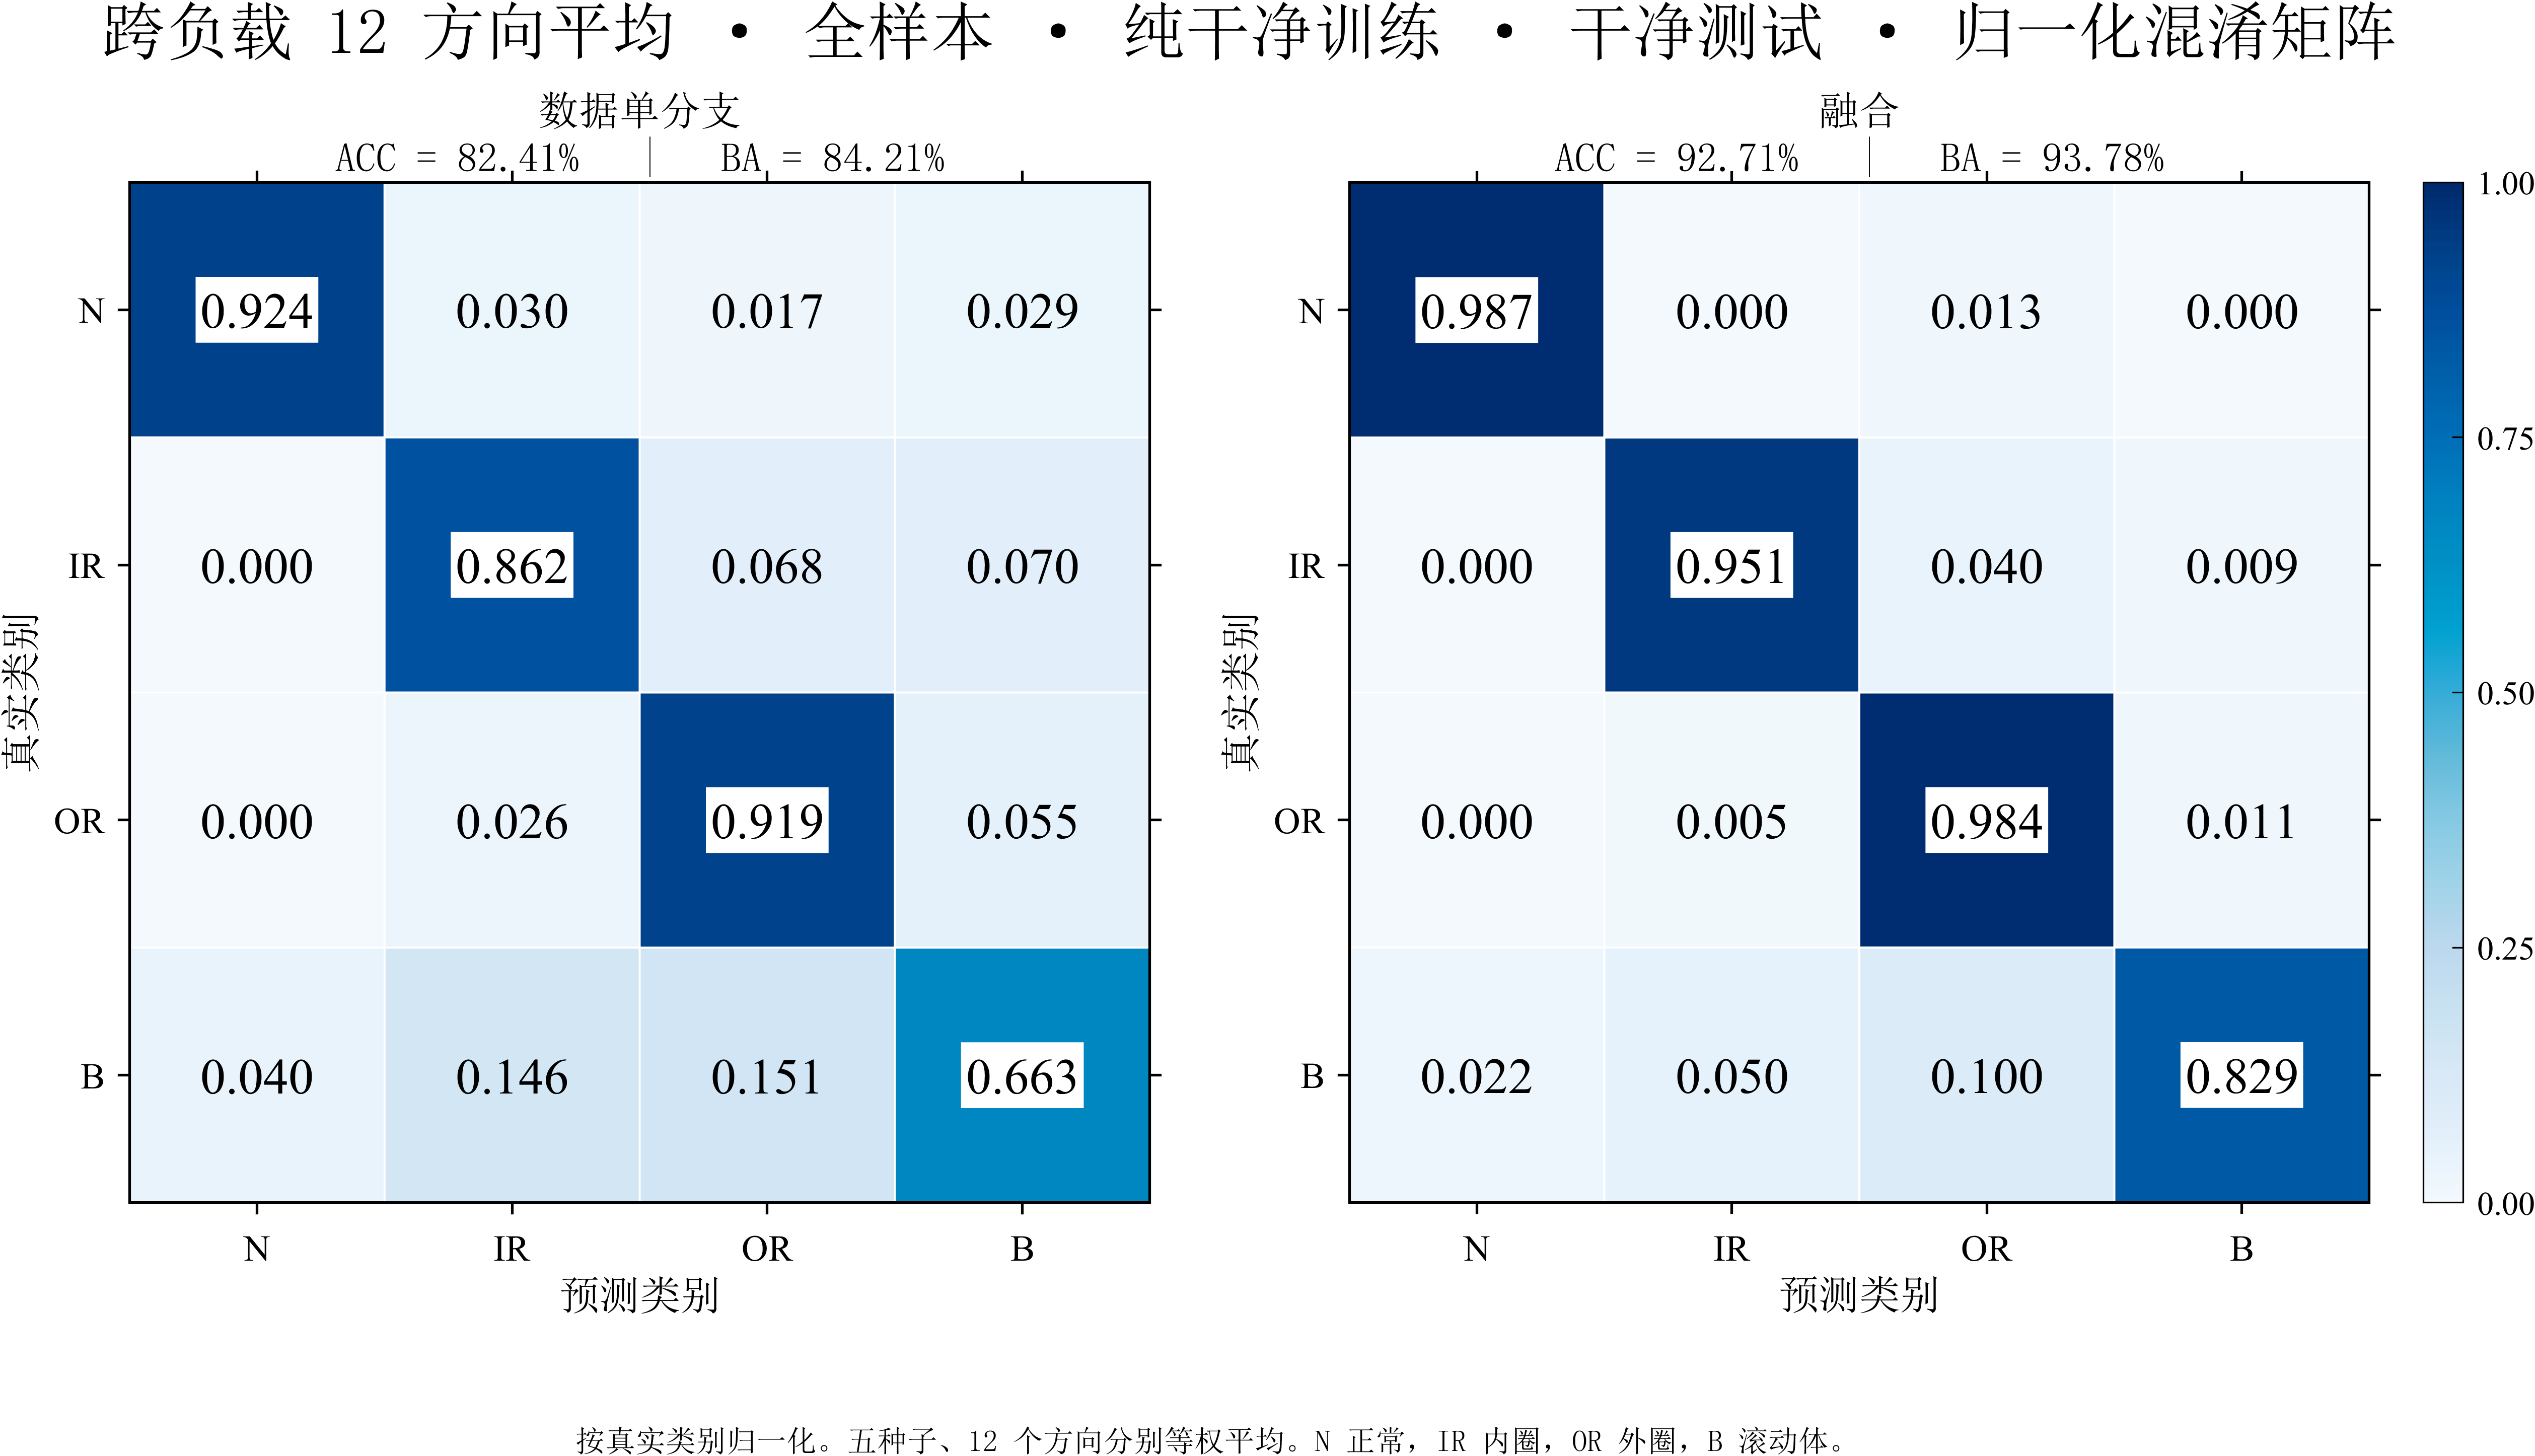 跨负载 12 方向平均 • 全样本 • 纯干净训练 • 干净测试 • 归一化混淆矩阵
数据单分支
ACC = 82.41% │ BA = 84.21%
N 0.924 0.030 0.017 0.029
IR 0.000 0.862 0.068 0.070
OR 0.000 0.026 0.919 0.055
B 0.040 0.146 0.151 0.663
真实类别
N IR OR B
预测类别
融合
ACC = 92.71% │ BA = 93.78%
N 0.987 0.000 0.013 0.000
IR 0.000 0.951 0.040 0.009
OR 0.000 0.005 0.984 0.011
B 0.022 0.050 0.100 0.829
真实类别
N IR OR B
预测类别
1.00
0.75
0.50
0.25
0.00
按真实类别归一化。五种子、12 个方向分别等权平均。N 正常，IR 内圈，OR 外圈，B 滚动体。